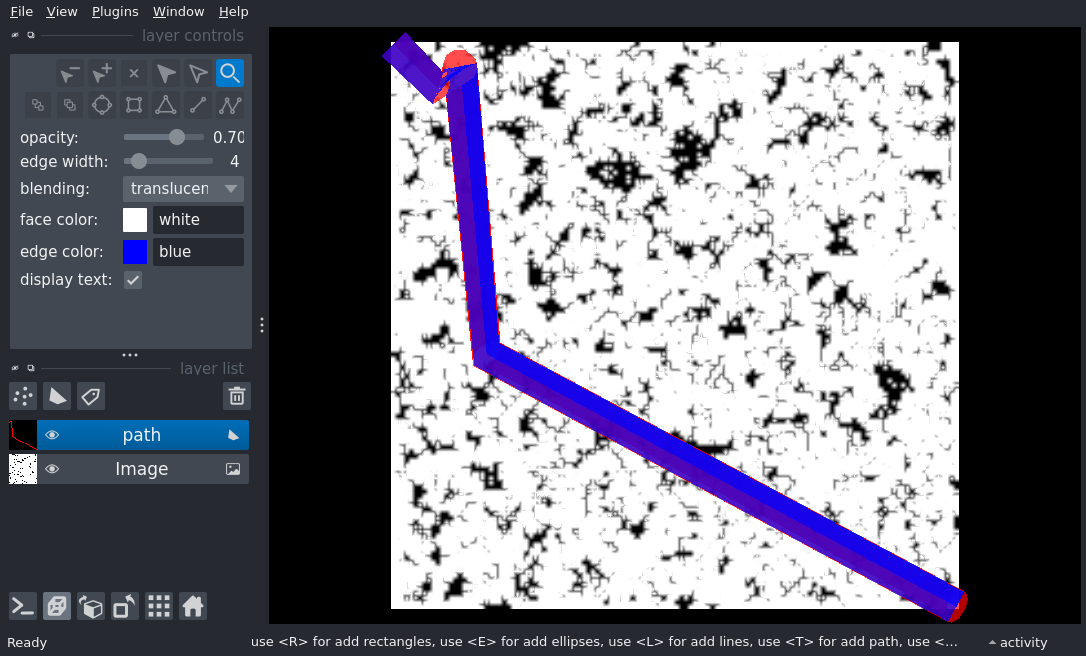 File View Plugins Window Help
layer controls
opacity: 0.70
edge width: 4
blending: translucen
face color: white
edge color: blue
display text:
layer list
path
Image
Ready use <R> for add rectangles, use <E> for add ellipses, use <L> for add lines, use <T> for add path, use <... activity